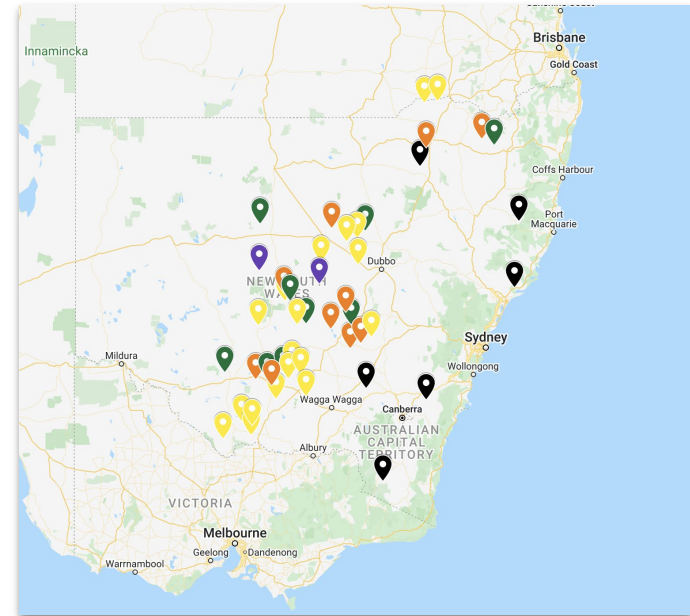 Brisbane
Innamincka
Gold Coast
Coffs Harbour
Port
Macquarie
Dubbo
NEW SOUTH
WALES
Sydney
Mildura
Wollongong
Wagga Wagga
Canberra
AUSTRALIAN
CAPITAL
TERRITORY
Albury
VICTORIA
Melbourne
Geelong
Dandenong
Warrnambool